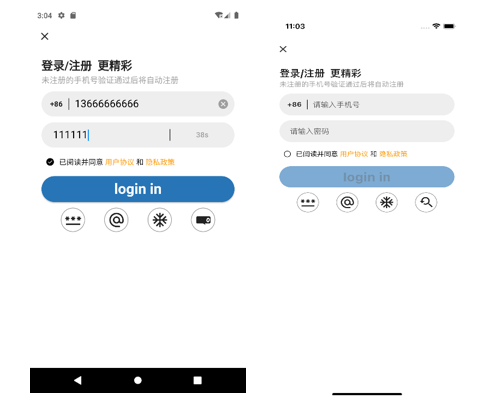 3:04
登录/注册 更精彩
未注册的手机号验证通过后将自动注册
+86 13666666666
111111 38s
已阅读并同意 用户协议 和 隐私政策
login in
11:03
登录/注册 更精彩
未注册的手机号验证通过后将自动注册
+86 请输入手机号
请输入密码
已阅读并同意 用户协议 和 隐私政策
login in